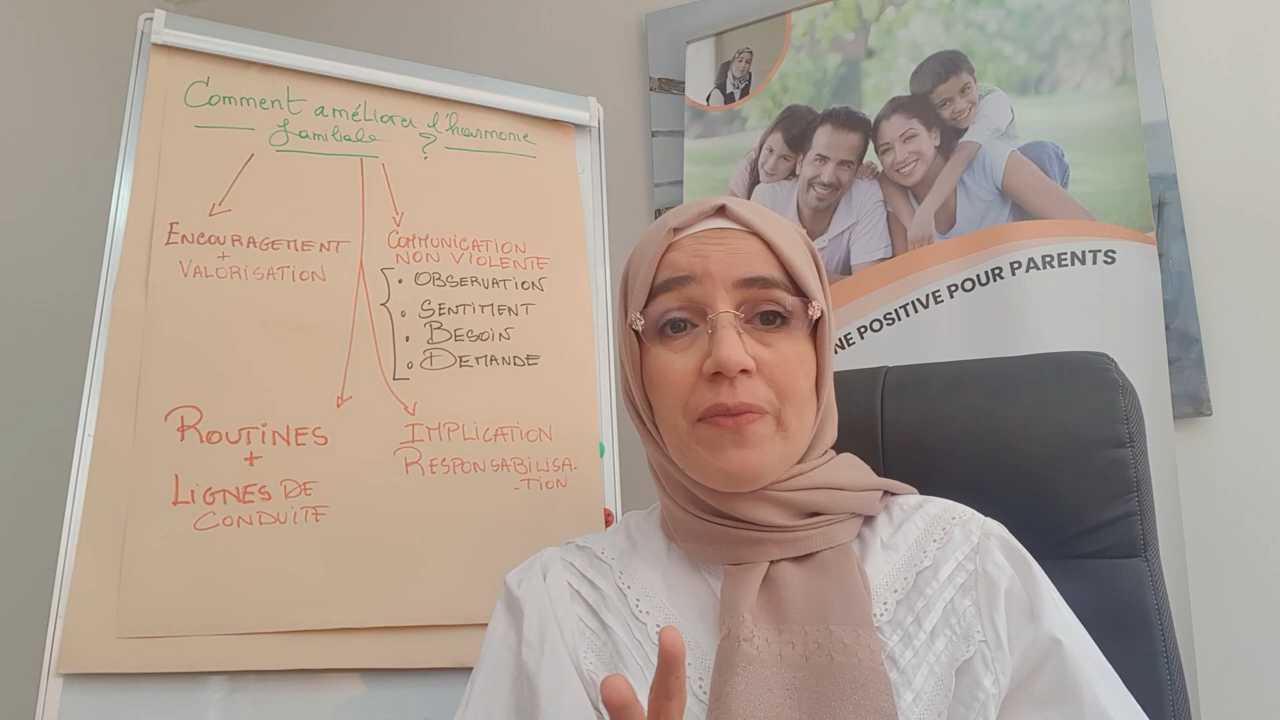 Comment améliorer l'harmonie
familiale ?
ENCOURAGEMENT
+
VALORISATION
COMMUNICATION
NON VIOLENTE
• OBSERVATION
• SENTIMENT
• BESOIN
• DEMANDE
ROUTINES
+
LIGNES DE
CONDUITE
IMPLICATION
RESPONSABILISA-
-TION
NE POSITIVE POUR PARENTS